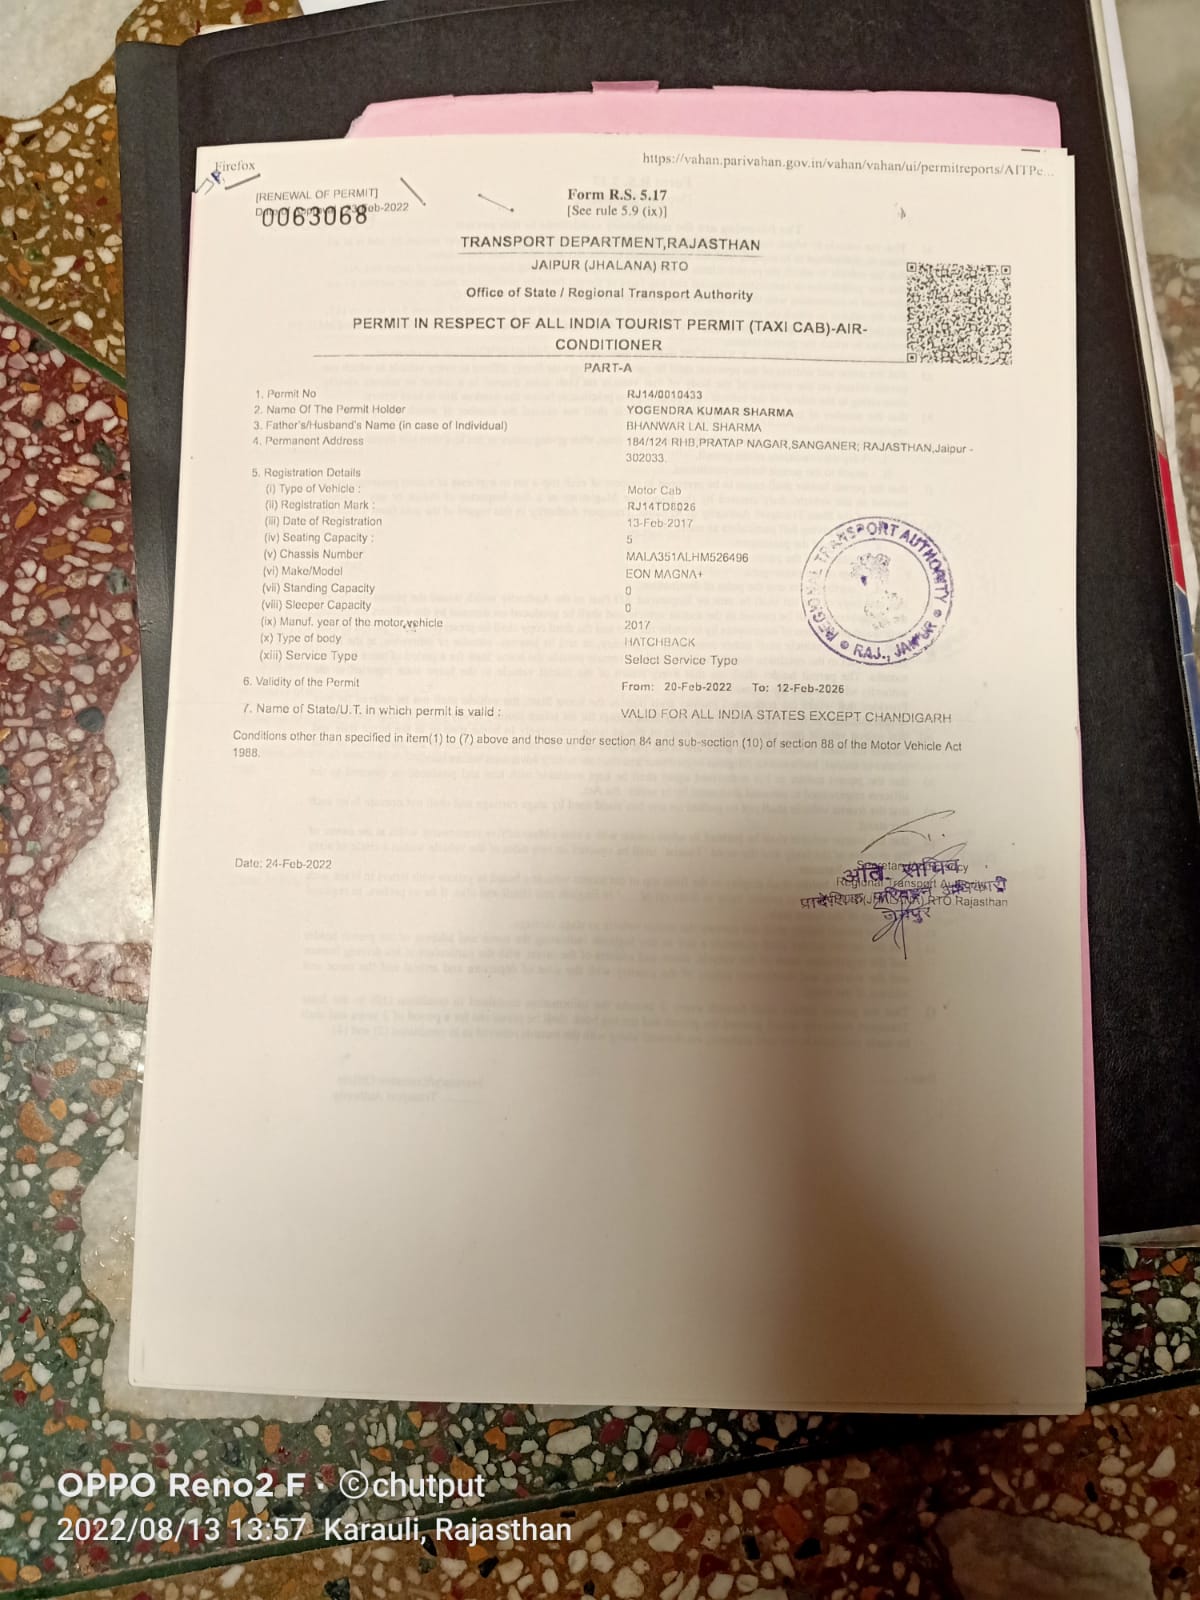 Firefox
https://vahan.parivahan.gov.in/vahan/vahan/ui/permitreports/AITPe...
[RENEWAL OF PERMIT]
23-Feb-2022
0063068
Form R.S. 5.17
[See rule 5.9 (ix)]
TRANSPORT DEPARTMENT,RAJASTHAN
JAIPUR (JHALANA) RTO
Office of State / Regional Transport Authority
PERMIT IN RESPECT OF ALL INDIA TOURIST PERMIT (TAXI CAB)-AIR-
CONDITIONER
PART-A
1. Permit No RJ14/0010433
2. Name Of The Permit Holder YOGENDRA KUMAR SHARMA
3. Father's/Husband's Name (in case of Individual) BHANWAR LAL SHARMA
4. Permanent Address 184/124 RHB,PRATAP NAGAR,SANGANER; RAJASTHAN,Jaipur -
302033.
5. Registration Details
(i) Type of Vehicle : Motor Cab
(ii) Registration Mark : RJ14TD8026
(iii) Date of Registration 13-Feb-2017
(iv) Seating Capacity : 5
(v) Chassis Number MALA351ALHM526496
(vi) Make/Model EON MAGNA+
(vii) Standing Capacity 0
(viii) Sleeper Capacity 0
(ix) Manuf. year of the motor vehicle 2017
(x) Type of body HATCHBACK
(xiii) Service Type Select Service Type
REGIONAL TRANSPORT AUTHORITY
RAJ., JAIPUR
6. Validity of the Permit From: 20-Feb-2022 To: 12-Feb-2026
7. Name of State/U.T. in which permit is valid : VALID FOR ALL INDIA STATES EXCEPT CHANDIGARH
Conditions other than specified in item(1) to (7) above and those under section 84 and sub-section (10) of section 88 of the Motor Vehicle Act
1988.
Date: 24-Feb-2022
अति. सचिव
Regional Transport Authority
प्रादेशिक परिवहन अधिकारी
RTO Rajasthan
जयपुर
OPPO Reno2 F · ©chutput
2022/08/13 13:57 Karauli, Rajasthan